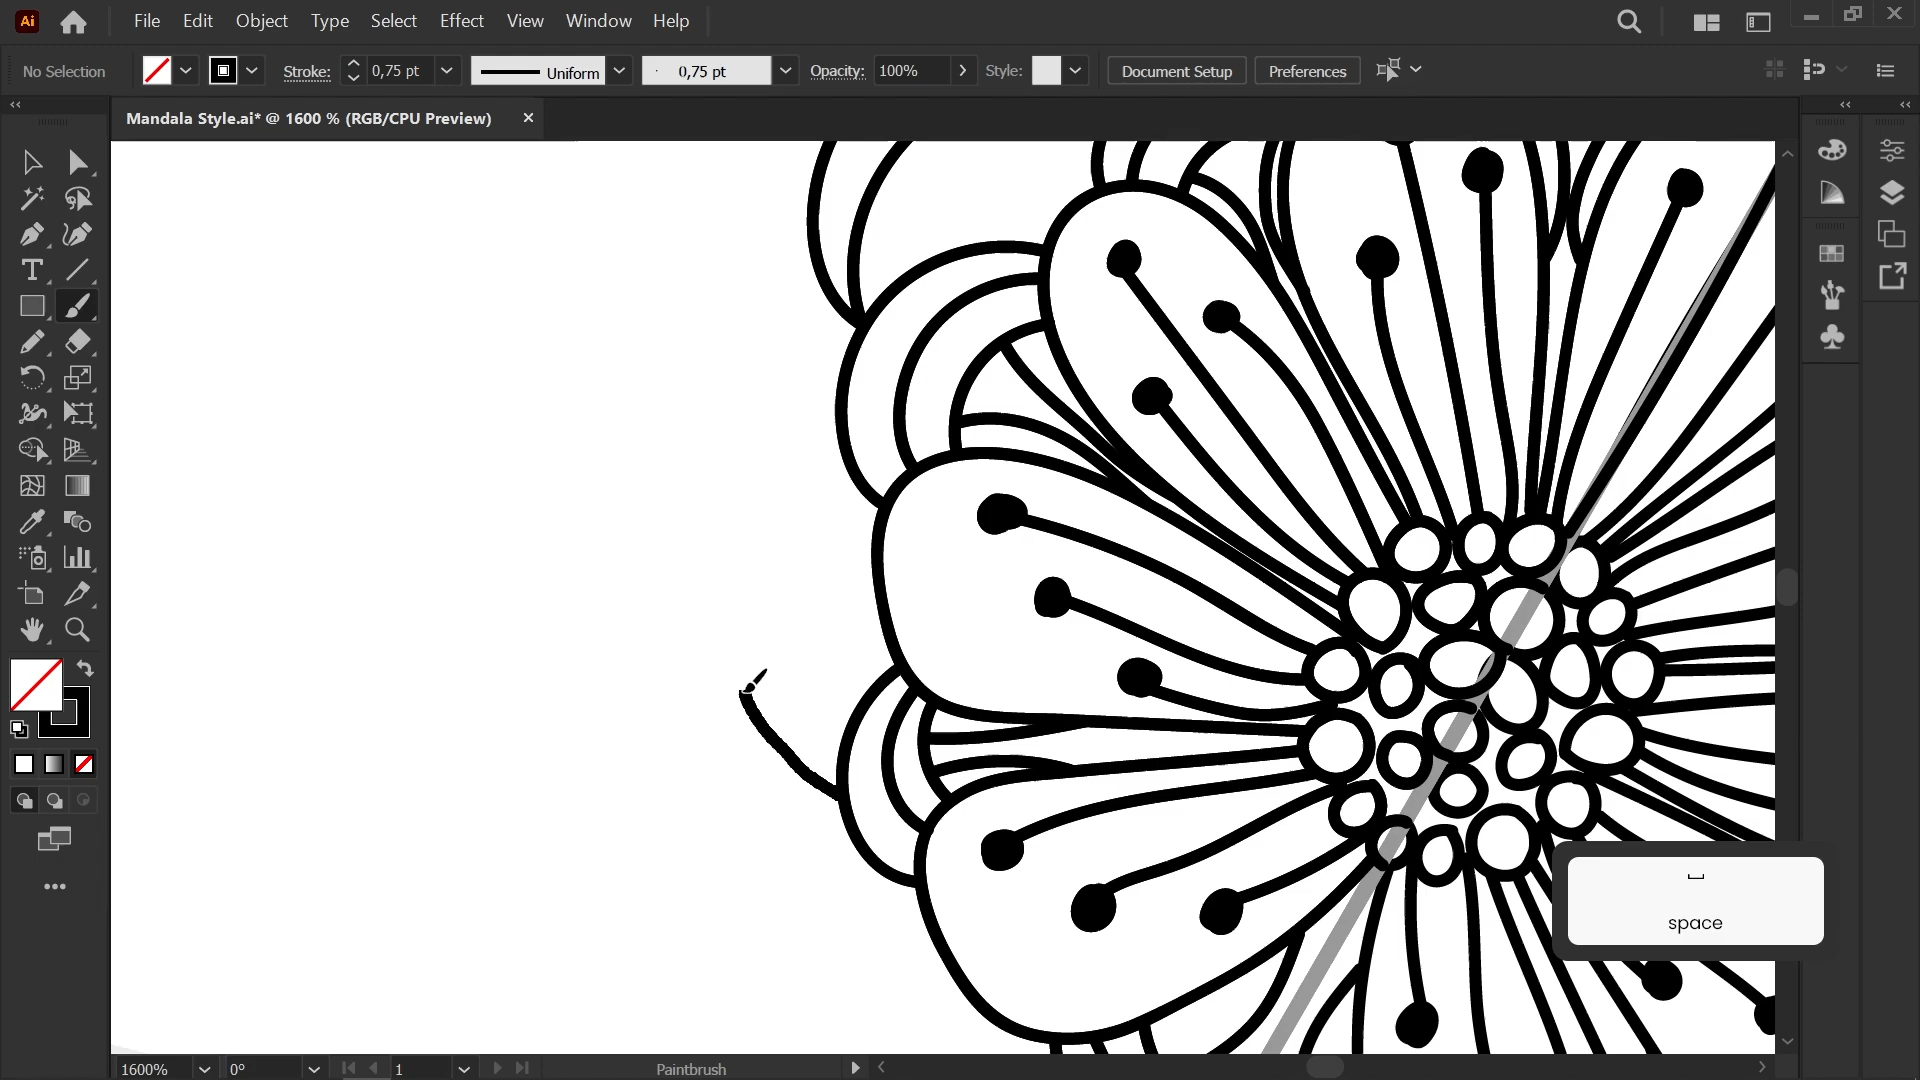 Ai File Edit Object Type Select Effect View Window Help
No Selection Stroke: 0,75 pt Uniform 0,75 pt Opacity: 100% Style: Document Setup Preferences
Mandala Style.ai* @ 1600 % (RGB/CPU Preview)
space
1600% 0° 1 Paintbrush